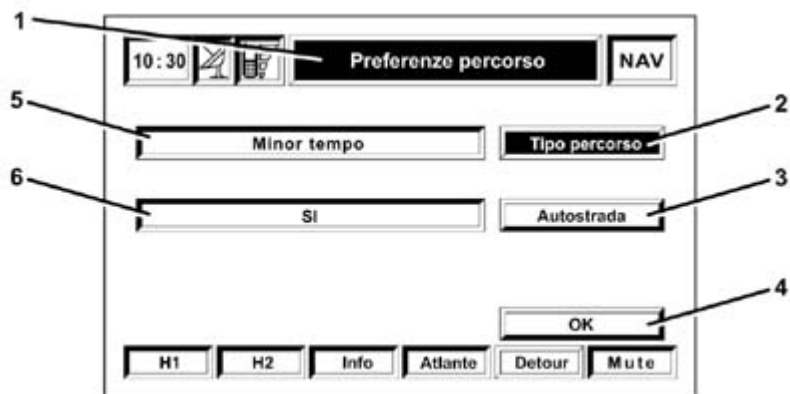 1
10:30 Preferenze percorso NAV
5 Minor tempo Tipo percorso 2
6 SI Autostrada 3
OK 4
H1 H2 Info Atlante Detour Mute